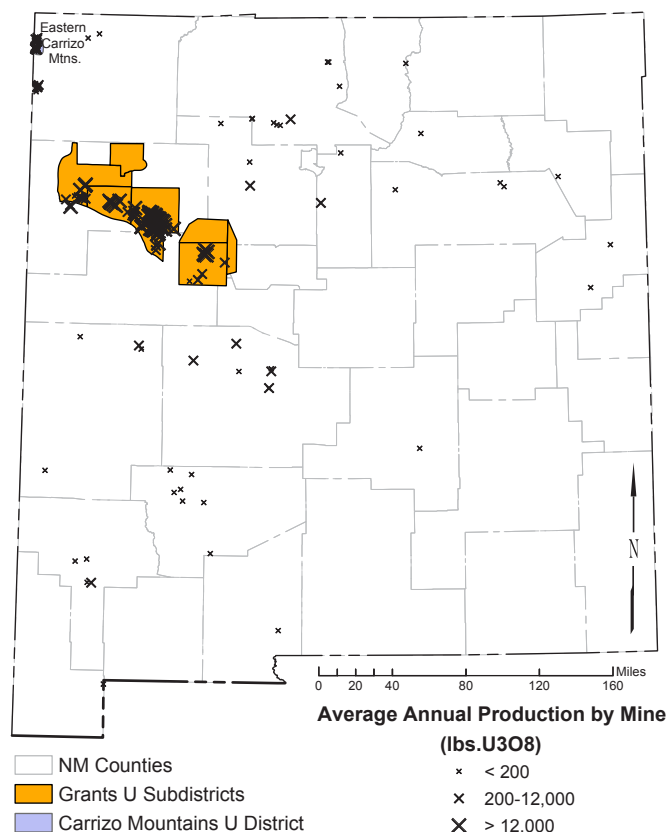 Eastern
Carrizo
Mtns.
N
Miles
0 20 40 80 120 160
Average Annual Production by Mine
(lbs.U3O8)
< 200
200-12,000
> 12,000
NM Counties
Grants U Subdistricts
Carrizo Mountains U District